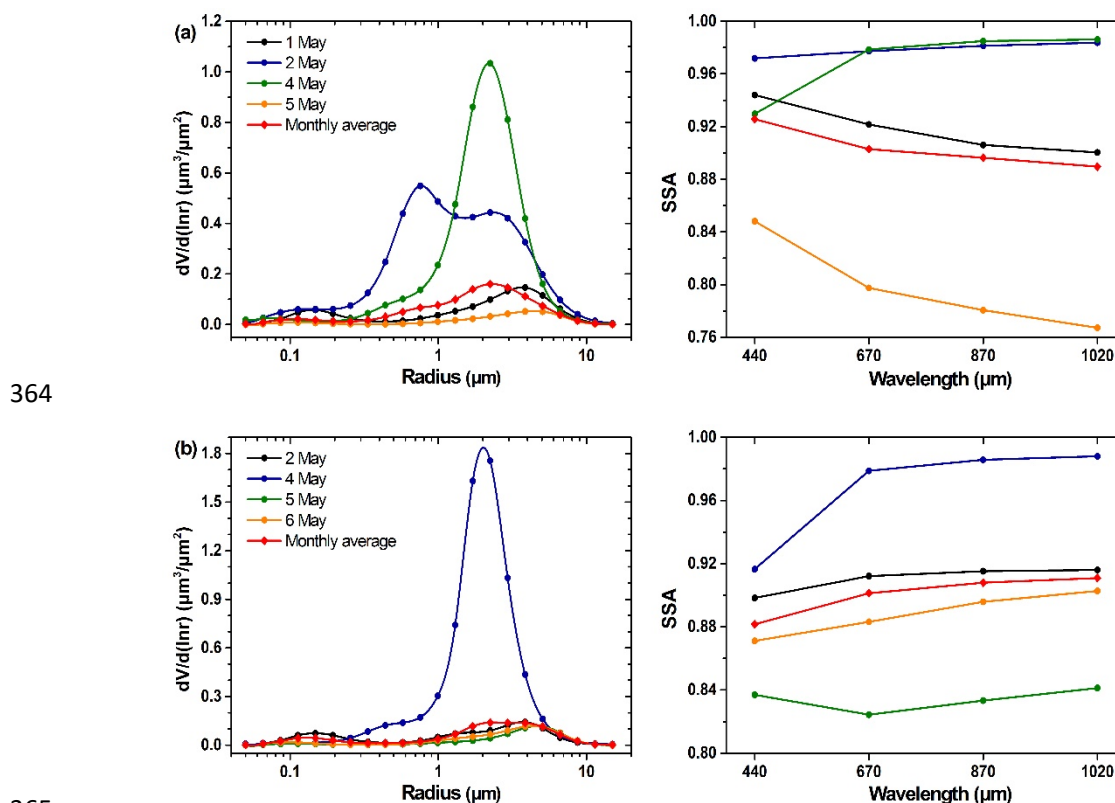 (a)
1 May
2 May
4 May
5 May
Monthly average
dV/d(lnr) (µm³/µm²)
1.2
1.0
0.8
0.6
0.4
0.2
0.0
0.1
1
10
Radius (µm)
SSA
1.00
0.96
0.92
0.88
0.84
0.80
0.76
440
670
870
1020
Wavelength (µm)
364
(b)
2 May
4 May
5 May
6 May
Monthly average
dV/d(lnr) (µm³/µm²)
1.8
1.5
1.2
0.9
0.6
0.3
0.0
0.1
1
10
Radius (µm)
SSA
1.00
0.96
0.92
0.88
0.84
0.80
440
670
870
1020
Wavelength (µm)